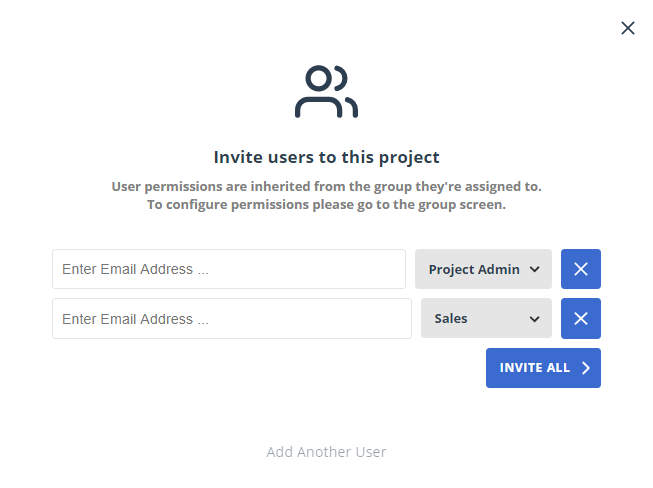 Invite users to this project
User permissions are inherited from the group they're assigned to.
To configure permissions please go to the group screen.
Enter Email Address ...
Project Admin
Enter Email Address ...
Sales
INVITE ALL
Add Another User